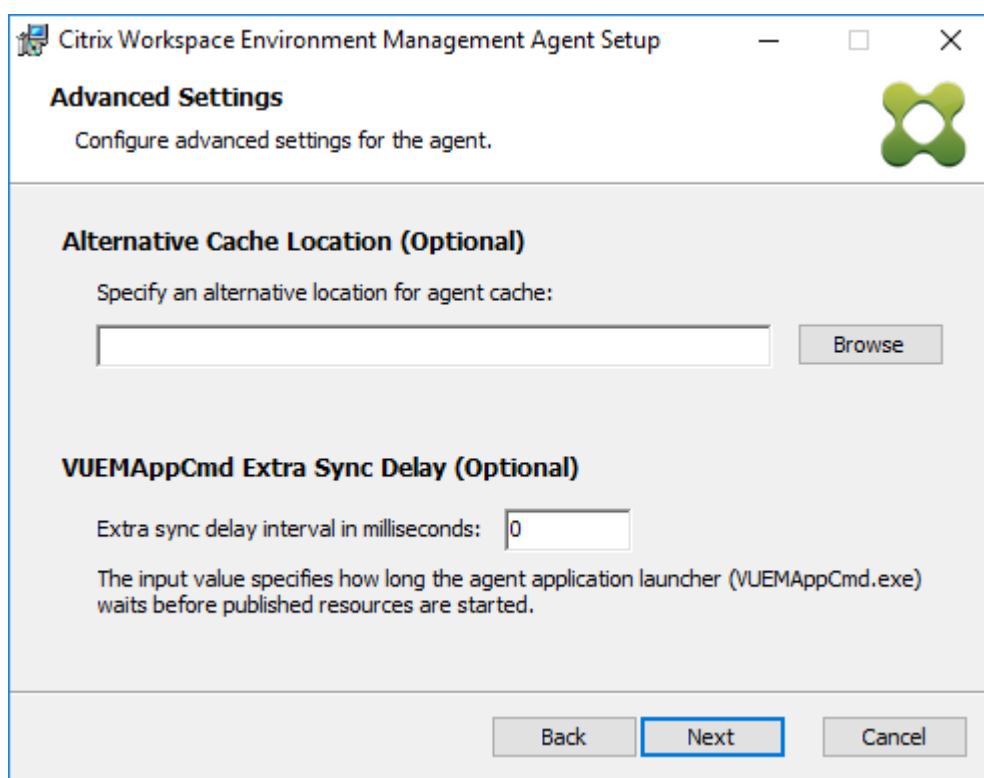 Citrix Workspace Environment Management Agent Setup
Advanced Settings
Configure advanced settings for the agent.
Alternative Cache Location (Optional)
Specify an alternative location for agent cache:
Browse
VUEMAppCmd Extra Sync Delay (Optional)
Extra sync delay interval in milliseconds: 0
The input value specifies how long the agent application launcher (VUEMAppCmd.exe)
waits before published resources are started.
Back Next Cancel